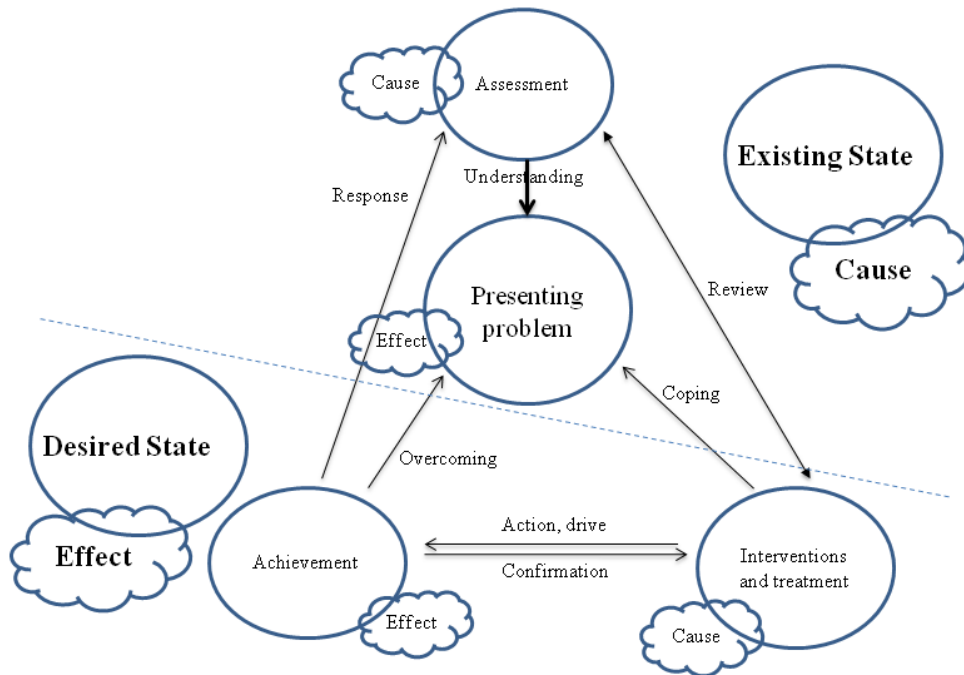 Cause
Assessment
Existing State
Understanding
Response
Cause
Review
Presenting
problem
Effect
Coping
Desired State
Overcoming
Action, drive
Effect
Achievement
Interventions
and treatment
Confirmation
Effect
Cause